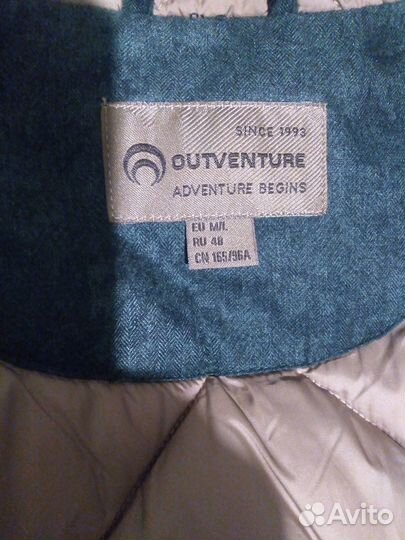 SINCE 1993
OUTVENTURE
ADVENTURE BEGINS
EU M/L
RU 48
CN 165/96A
Avito